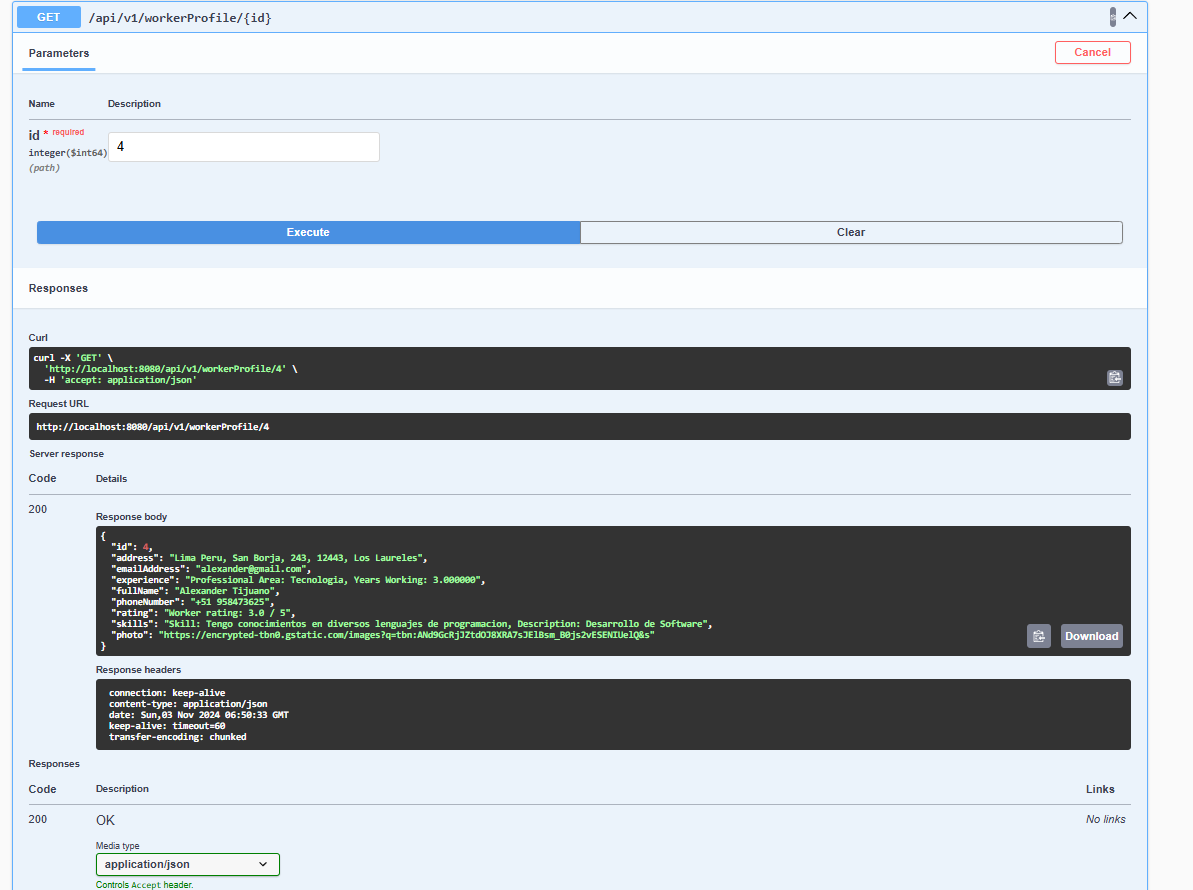 GET /api/v1/workerProfile/{id}
Parameters
Cancel
Name Description
id * required
integer($int64)
(path)
4
Execute Clear
Responses
Curl
curl -X 'GET' \
'http://localhost:8080/api/v1/workerProfile/4' \
-H 'accept: application/json'
Request URL
http://localhost:8080/api/v1/workerProfile/4
Server response
Code Details
200
Response body
{
"id": 4,
"address": "Lima Peru, San Borja, 243, 12443, Los Laureles",
"emailAddress": "alexander@gmail.com",
"experience": "Professional Area: Tecnologia, Years Working: 3.000000",
"fullName": "Alexander Tijuano",
"phoneNumber": "+51 958473625",
"rating": "Worker rating: 3.0 / 5",
"skills": "Skill: Tengo conocimientos en diversos lenguajes de programacion, Description: Desarrollo de Software",
"photo": "https://encrypted-tbn0.gstatic.com/images?q=tbn:ANd9GcRjJZtdOJ8XRA7sJElBsm_B0js2vESENIUelQ&s"
}
Download
Response headers
connection: keep-alive
content-type: application/json
date: Sun,03 Nov 2024 06:50:33 GMT
keep-alive: timeout=60
transfer-encoding: chunked
Responses
Code Description Links
200 OK No links
Media type
application/json
Controls Accept header.